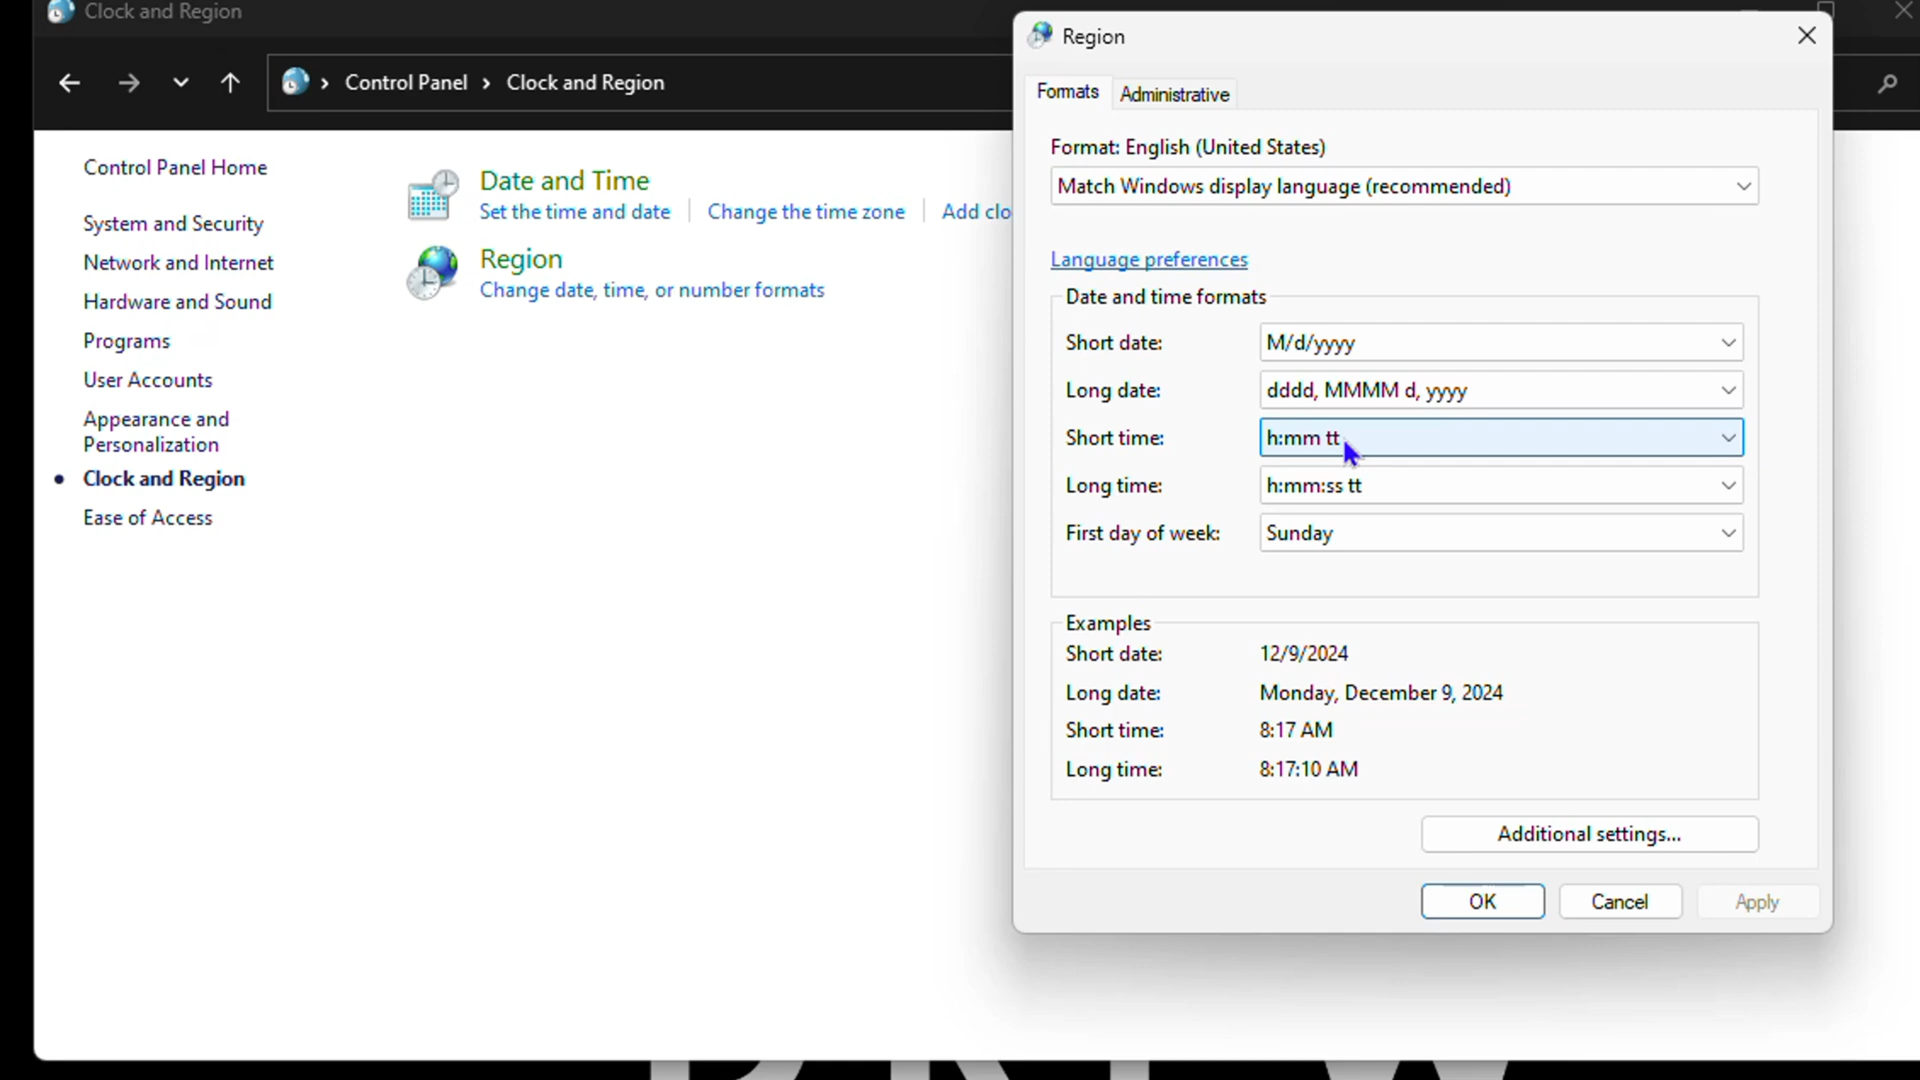 Clock and Region
Control Panel > Clock and Region
Control Panel Home
System and Security
Network and Internet
Hardware and Sound
Programs
User Accounts
Appearance and
Personalization
Clock and Region
Ease of Access
Date and Time
Set the time and date
Change the time zone
Add clo
Region
Change date, time, or number formats
Region
Formats
Administrative
Format: English (United States)
Match Windows display language (recommended)
Language preferences
Date and time formats
Short date: M/d/yyyy
Long date: dddd, MMMM d, yyyy
Short time: h:mm tt
Long time: h:mm:ss tt
First day of week: Sunday
Examples
Short date: 12/9/2024
Long date: Monday, December 9, 2024
Short time: 8:17 AM
Long time: 8:17:10 AM
Additional settings...
OK
Cancel
Apply